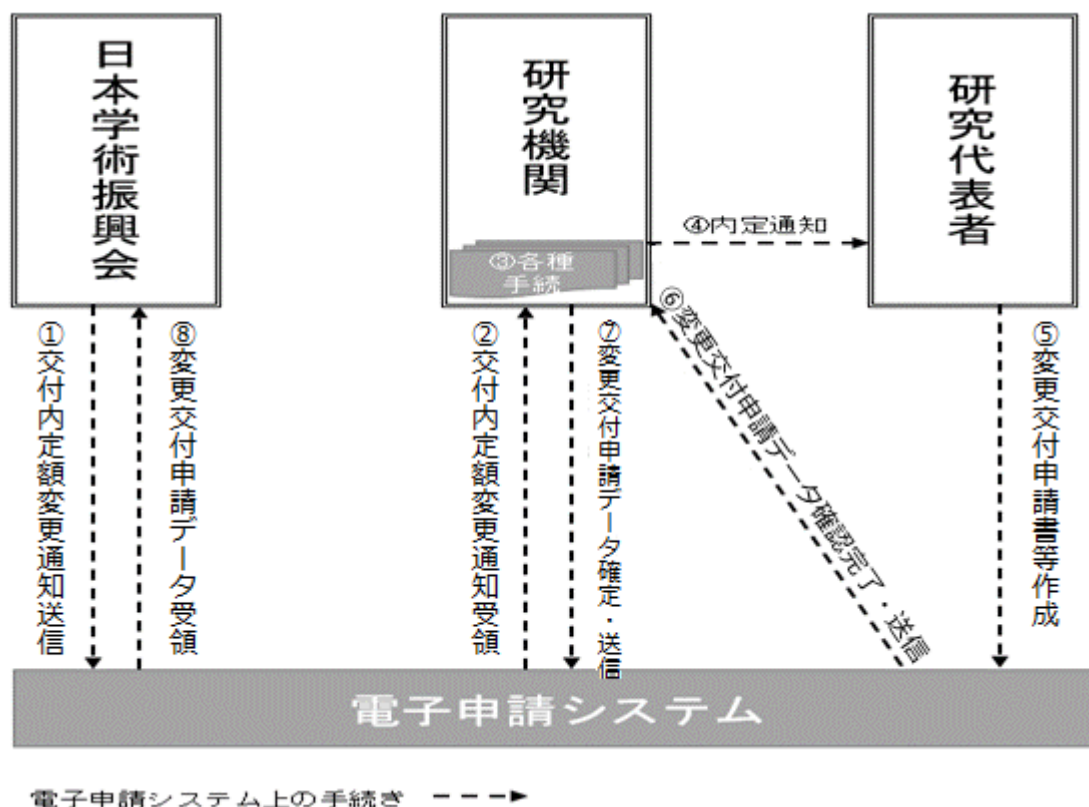 日本学術振興会
研究機関
研究代表者
③各種
手続
④内定通知
①交付内定額変更通知送信
⑧変更交付申請データ受領
②交付内定額変更通知受領
⑦変更交付申請データ確定・送信
⑥変更交付申請データ確認完了・送信
⑤変更交付申請書等作成
電子申請システム
電子申請システム上の手続き